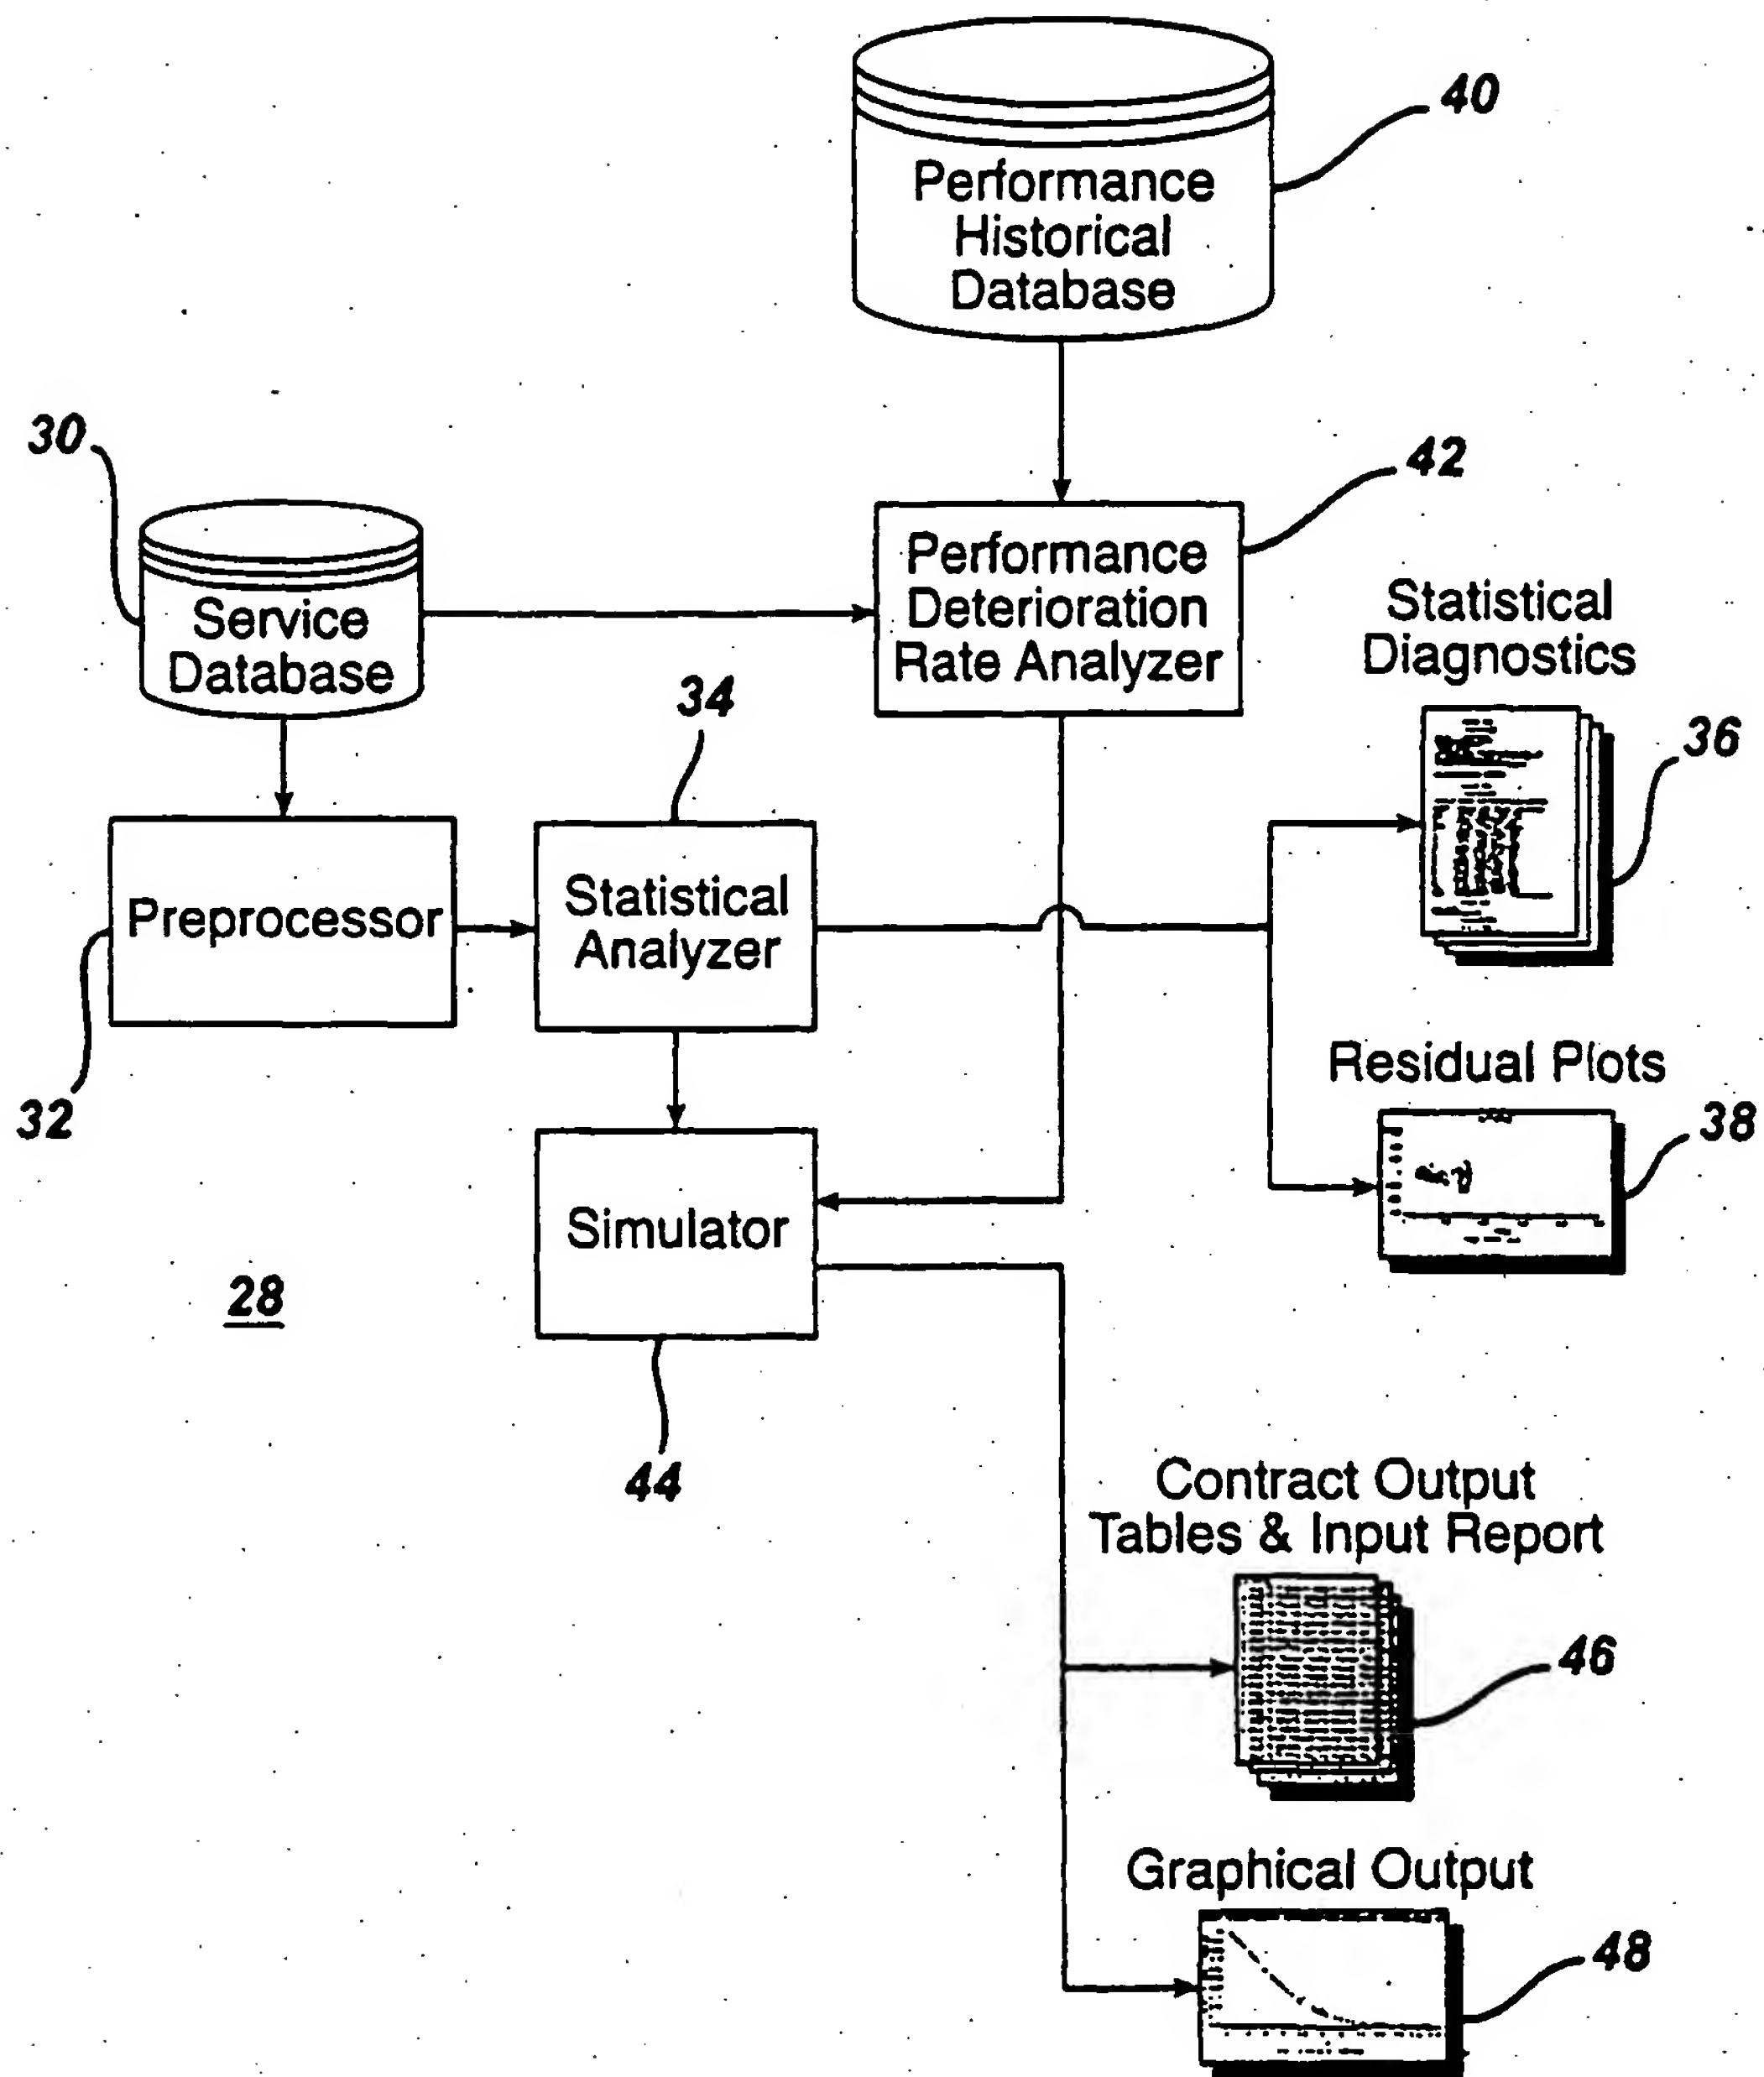 40
Performance
Historical
Database
30
42
Service
Database
Performance
Deterioration
Rate Analyzer
Statistical
Diagnostics
34
36
Preprocessor
Statistical
Analyzer
32
Residual Plots
38
Simulator
28
44
Contract Output
Tables & Input Report
46
Graphical Output
48